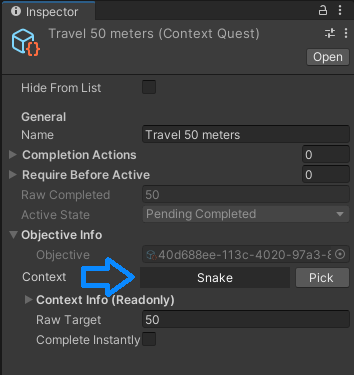 Inspector
Travel 50 meters (Context Quest)
Open
Hide From List
General
Name Travel 50 meters
Completion Actions 0
Require Before Active 0
Raw Completed 50
Active State Pending Completed
Objective Info
Objective 40d688ee-113c-4020-97a3-8
Context Snake Pick
Context Info (Readonly)
Raw Target 50
Complete Instantly